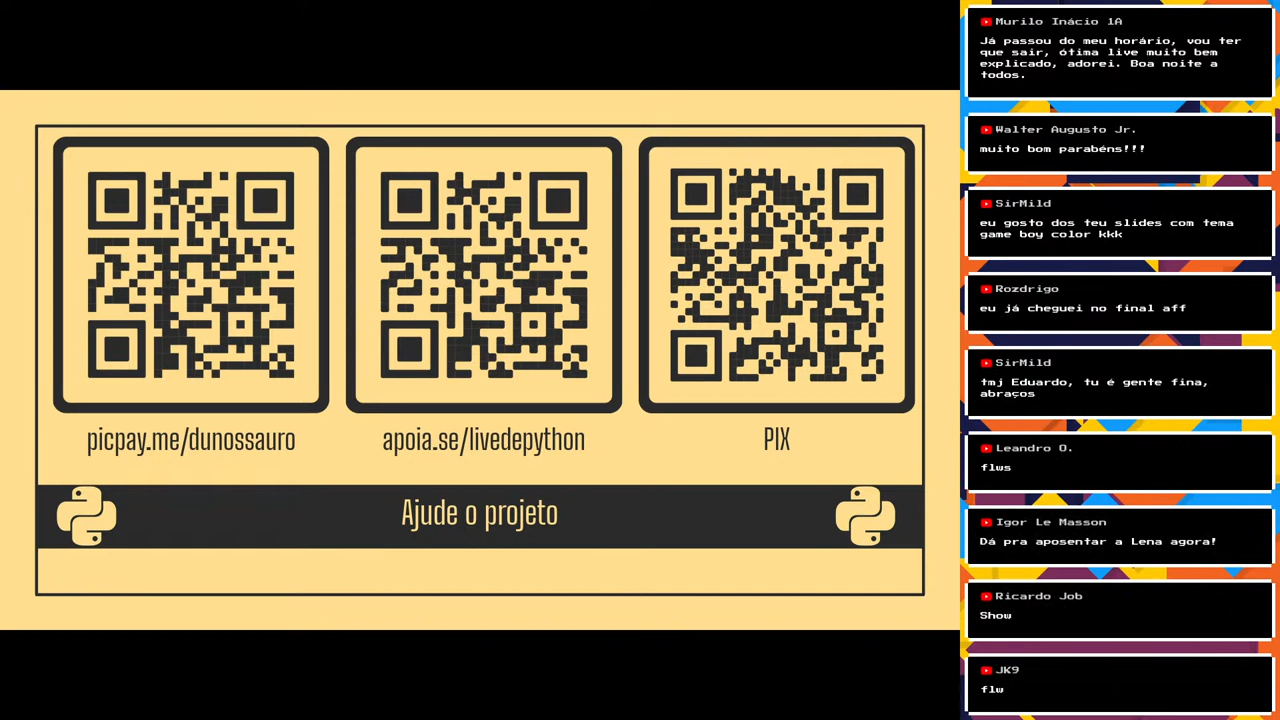 picpay.me/dunossauro
apoia.se/livedepython
PIX
Ajude o projeto
Murilo Inácio 1A
Já passou do meu horário, vou ter
que sair, ótima live muito bem
explicado, adorei. Boa noite a
todos.
Walter Augusto Jr.
muito bom parabéns!!!
SirMild
eu gosto dos teu slides com tema
game boy color kkk
Rozdrigo
eu já cheguei no final aff
SirMild
tmj Eduardo, tu é gente fina,
abraços
Leandro O.
flws
Igor Le Masson
Dá pra aposentar a Lena agora!
Ricardo Job
Show
JK9
flw